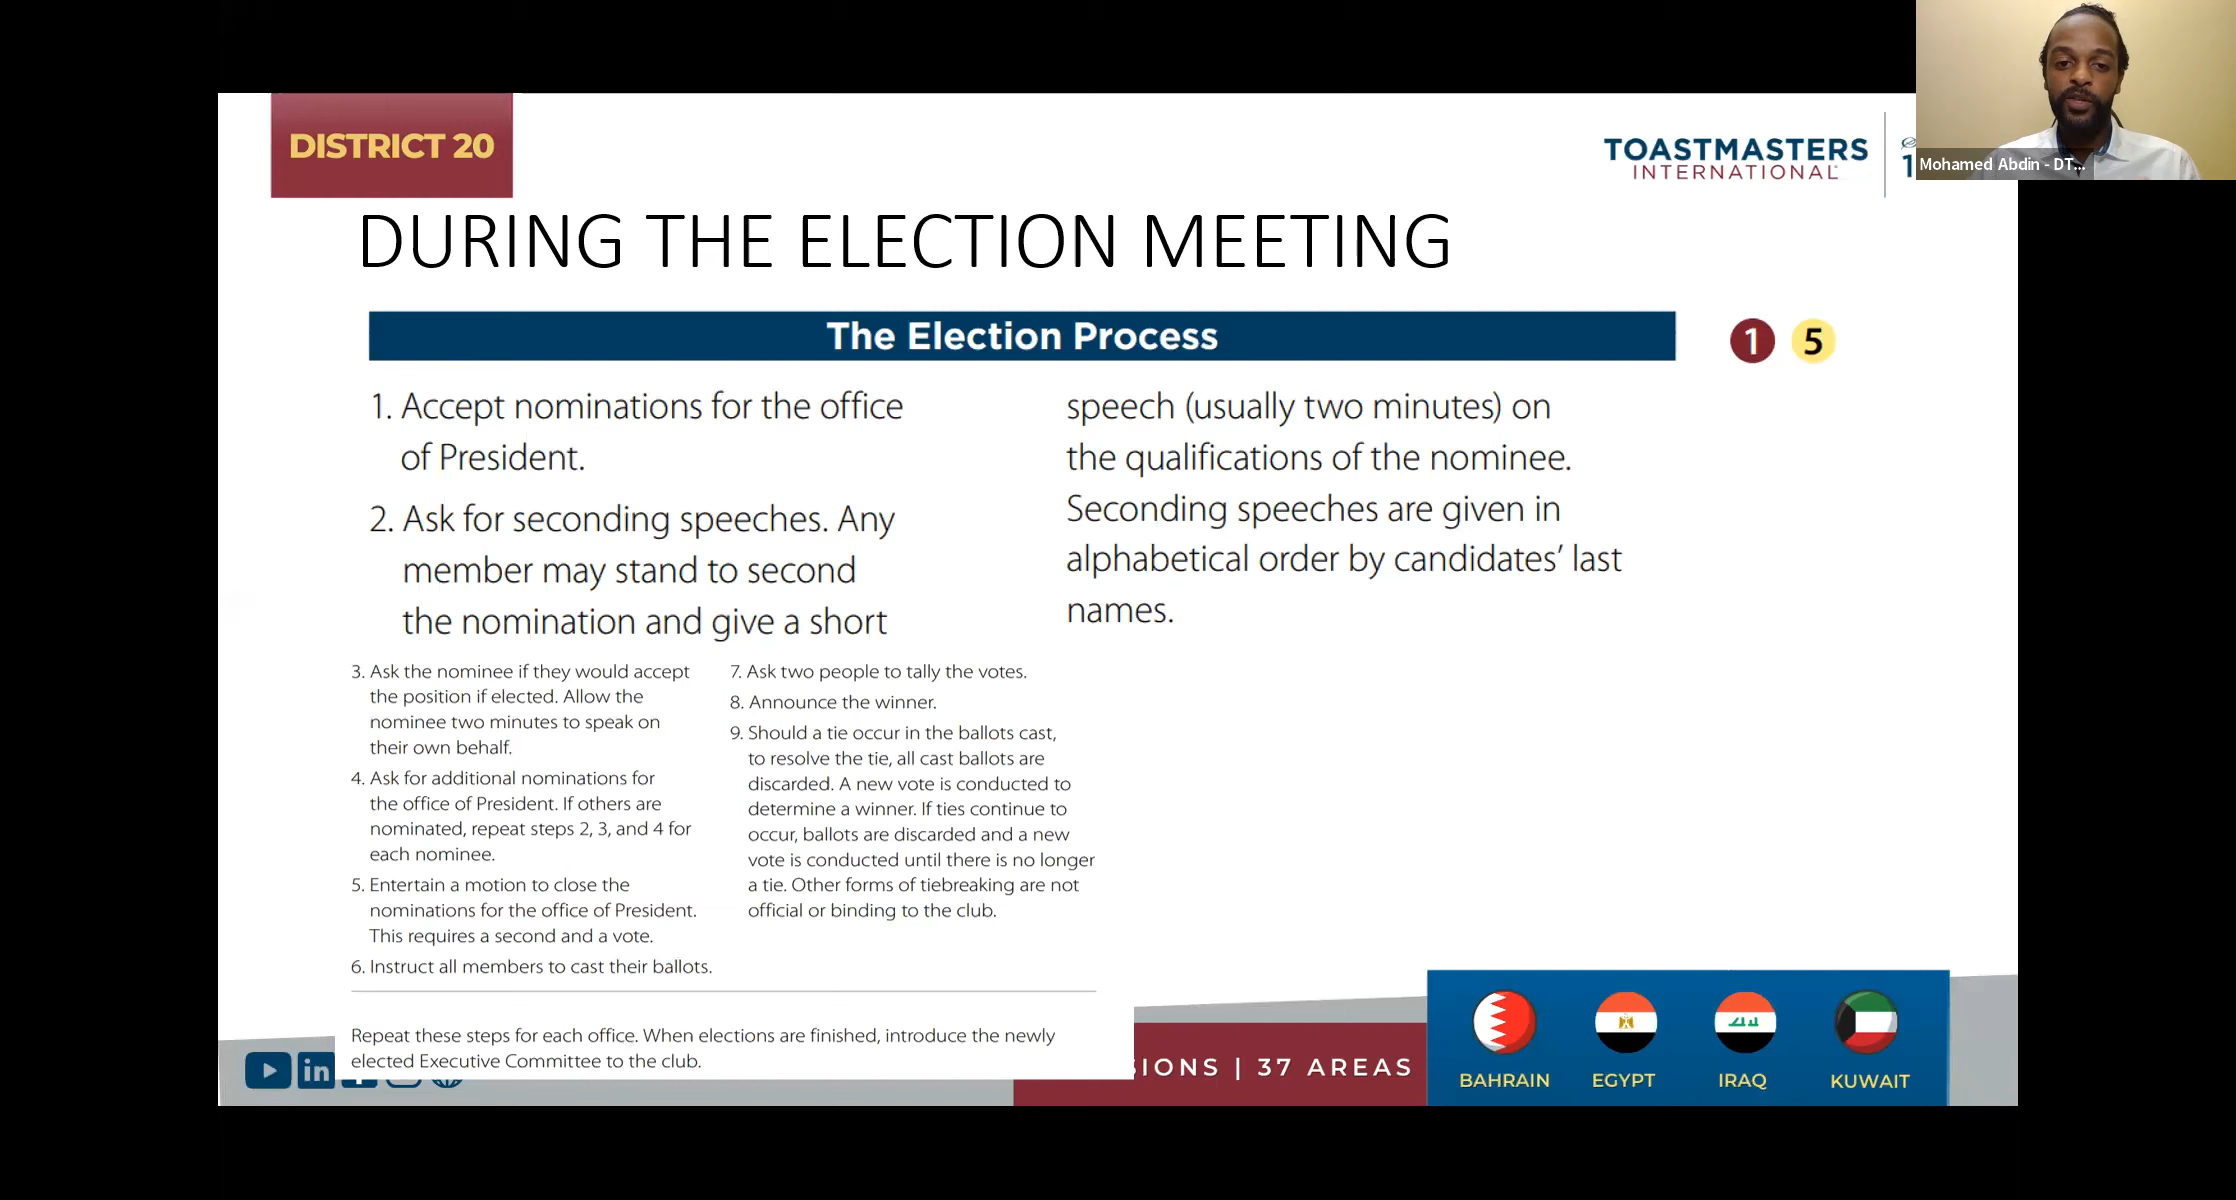 DISTRICT 20
TOASTMASTERS
INTERNATIONAL
Mohamed Abdin - DT...
DURING THE ELECTION MEETING
The Election Process
1 5
1. Accept nominations for the office
of President.
2. Ask for seconding speeches. Any
member may stand to second
the nomination and give a short
speech (usually two minutes) on
the qualifications of the nominee.
Seconding speeches are given in
alphabetical order by candidates’ last
names.
3. Ask the nominee if they would accept
the position if elected. Allow the
nominee two minutes to speak on
their own behalf.
4. Ask for additional nominations for
the office of President. If others are
nominated, repeat steps 2, 3, and 4 for
each nominee.
5. Entertain a motion to close the
nominations for the office of President.
This requires a second and a vote.
6. Instruct all members to cast their ballots.
7. Ask two people to tally the votes.
8. Announce the winner.
9. Should a tie occur in the ballots cast,
to resolve the tie, all cast ballots are
discarded. A new vote is conducted to
determine a winner. If ties continue to
occur, ballots are discarded and a new
vote is conducted until there is no longer
a tie. Other forms of tiebreaking are not
official or binding to the club.
Repeat these steps for each office. When elections are finished, introduce the newly
elected Executive Committee to the club.
in
IONS | 37 AREAS
BAHRAIN
EGYPT
IRAQ
KUWAIT